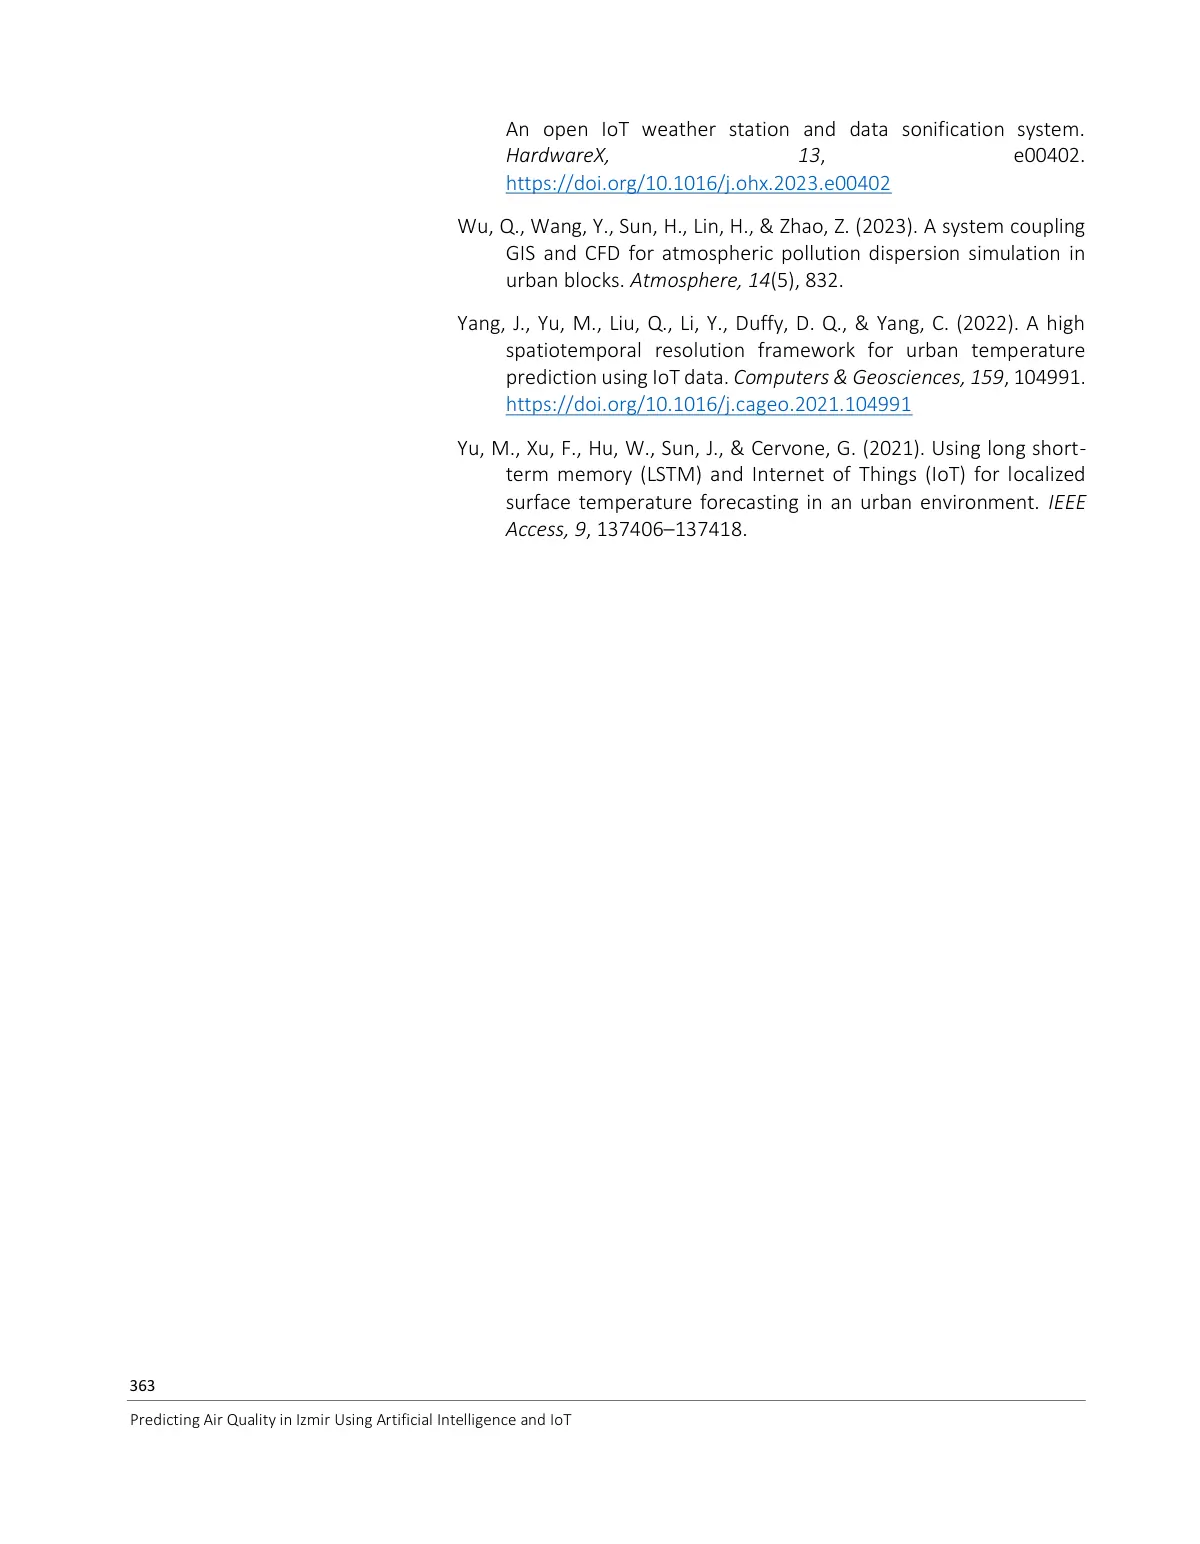 An open IoT weather station and data sonification system.
HardwareX, 13, e00402.
https://doi.org/10.1016/j.ohx.2023.e00402
Wu, Q., Wang, Y., Sun, H., Lin, H., & Zhao, Z. (2023). A system coupling
GIS and CFD for atmospheric pollution dispersion simulation in
urban blocks. Atmosphere, 14(5), 832.
Yang, J., Yu, M., Liu, Q., Li, Y., Duffy, D. Q., & Yang, C. (2022). A high
spatiotemporal resolution framework for urban temperature
prediction using IoT data. Computers & Geosciences, 159, 104991.
https://doi.org/10.1016/j.cageo.2021.104991
Yu, M., Xu, F., Hu, W., Sun, J., & Cervone, G. (2021). Using long short-
term memory (LSTM) and Internet of Things (IoT) for localized
surface temperature forecasting in an urban environment. IEEE
Access, 9, 137406–137418.
363
Predicting Air Quality in Izmir Using Artificial Intelligence and IoT